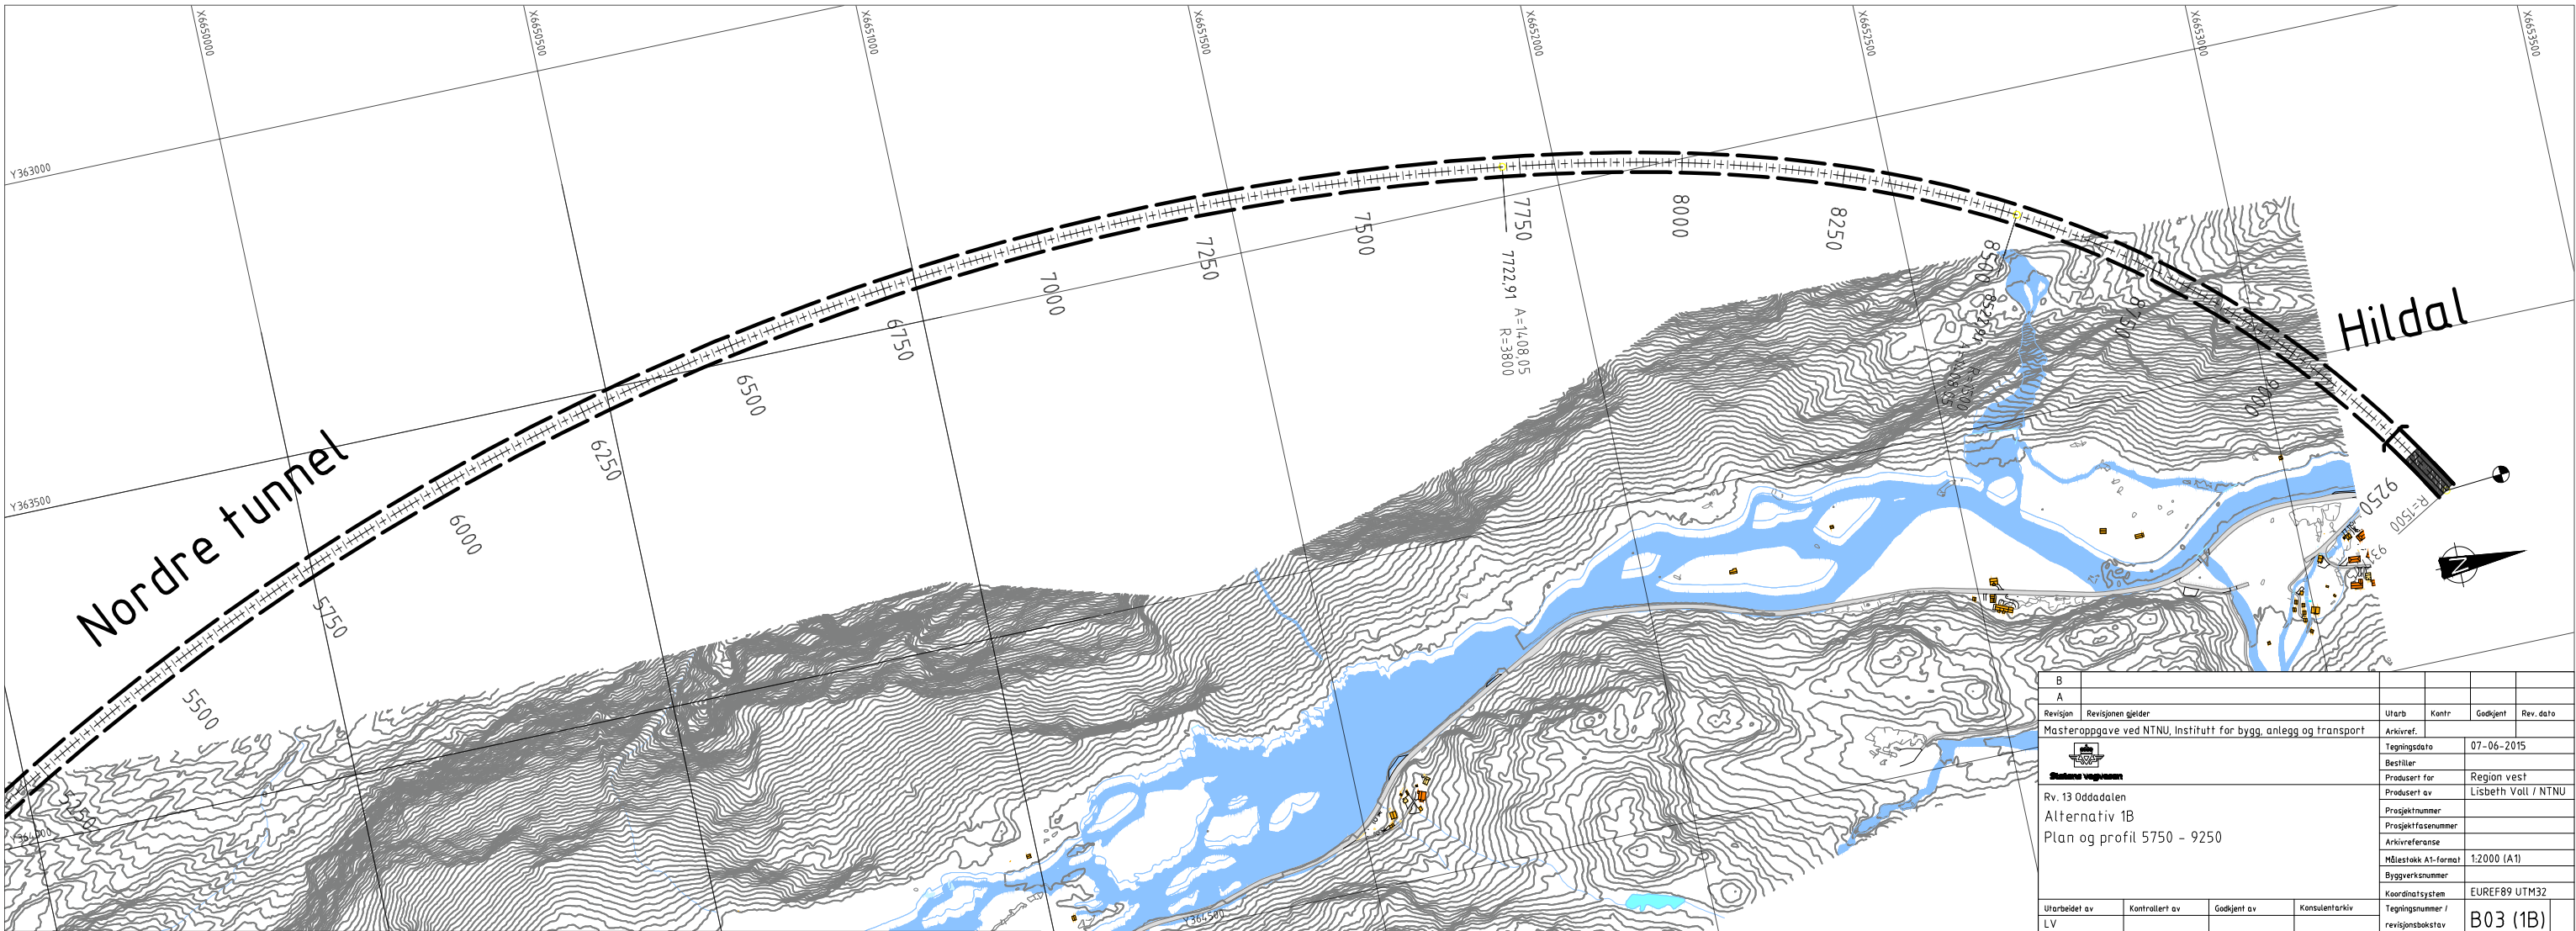 X6650000
X6650500
X6651000
X6651500
X6652000
X6652500
X6653000
X6653500
Y363000
Y363500
Y364000
Y364500
Nordre tunnel
Hildal
5250
5500
5750
6000
6250
6500
6750
7000
7250
7500
7750
8000
8250
8500
8750
9000
9250
7722,91 A=1408,05
R=3800
R=1500
R=1500
N
B
A
Revisjon Revisjonen gjelder Utarb Kontr Godkjent Rev. dato
Masteroppgave ved NTNU, Institutt for bygg, anlegg og transport
Arkivref.
Statens vegvesen
Tegningsdato 07-06-2015
Bestiller
Produsert for Region vest
Produsert av Lisbeth Voll / NTNU
Prosjektnummer
Prosjektfasenummer
Arkivreferanse
Målestokk A1-format 1:2000 (A1)
Byggverksnummer
Koordinatsystem EUREF89 UTM32
Rv. 13 Oddadalen
Alternativ 1B
Plan og profil 5750 - 9250
Utarbeidet av Kontrollert av Godkjent av Konsulentarkiv
LV
Tegningsnummer /
revisjonsbokstav B03 (1B)